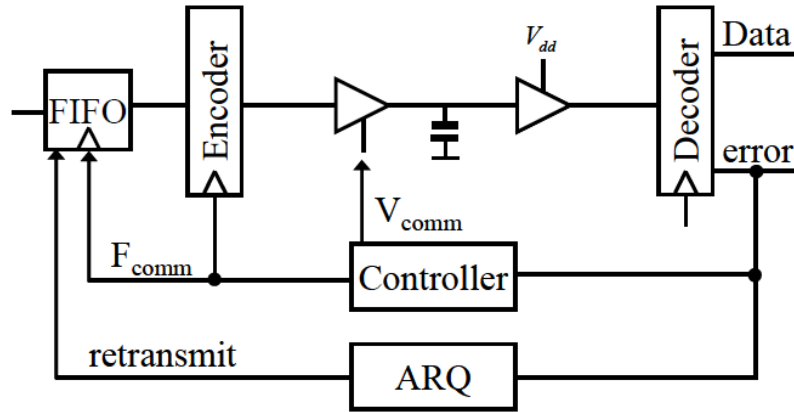 V_dd
Data
FIFO
Encoder
Decoder
error
V_comm
F_comm
Controller
retransmit
ARQ